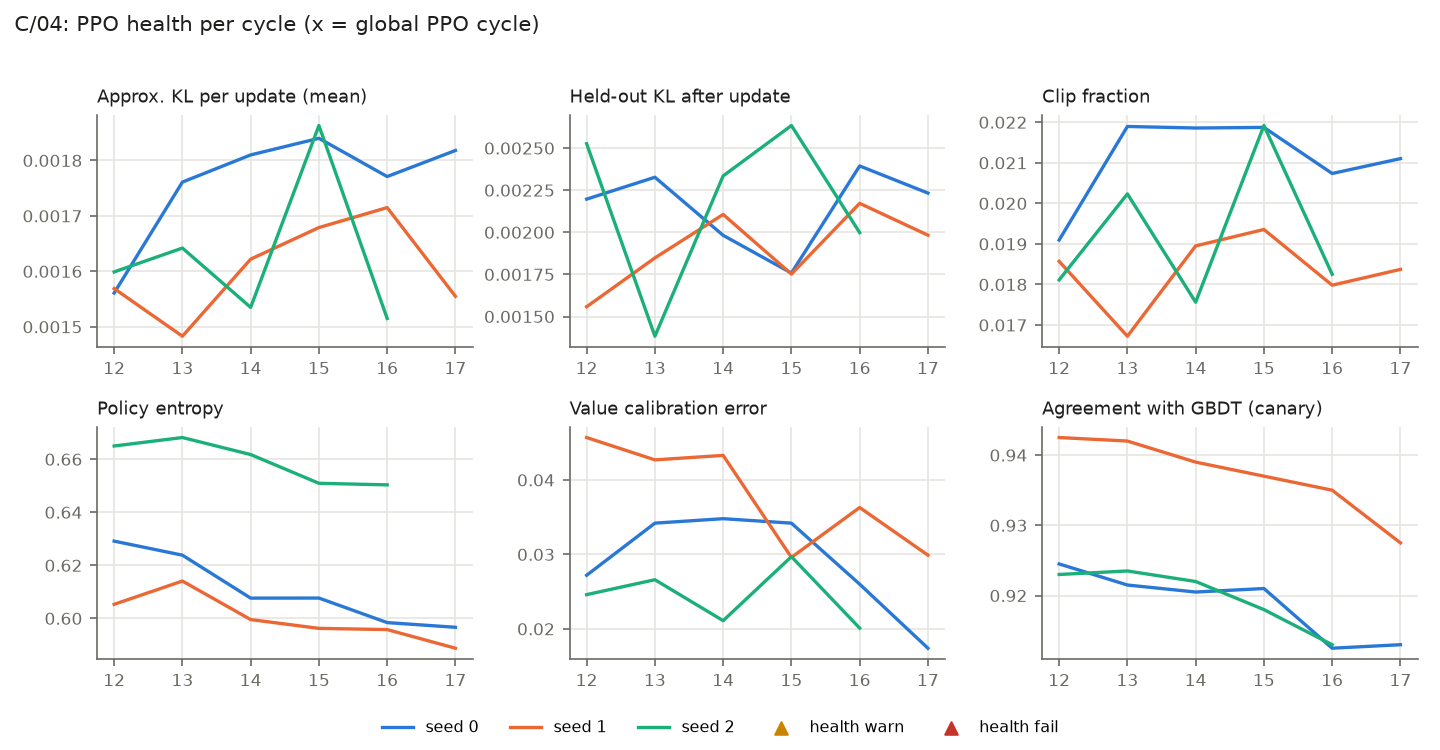 C/04: PPO health per cycle (x = global PPO cycle)
Approx. KL per update (mean)
0.0018
0.0017
0.0016
0.0015
12 13 14 15 16 17
Held-out KL after update
0.00250
0.00225
0.00200
0.00175
0.00150
12 13 14 15 16 17
Clip fraction
0.022
0.021
0.020
0.019
0.018
0.017
12 13 14 15 16 17
Policy entropy
0.66
0.64
0.62
0.60
12 13 14 15 16 17
Value calibration error
0.04
0.03
0.02
12 13 14 15 16 17
Agreement with GBDT (canary)
0.94
0.93
0.92
12 13 14 15 16 17
seed 0 seed 1 seed 2 health warn health fail